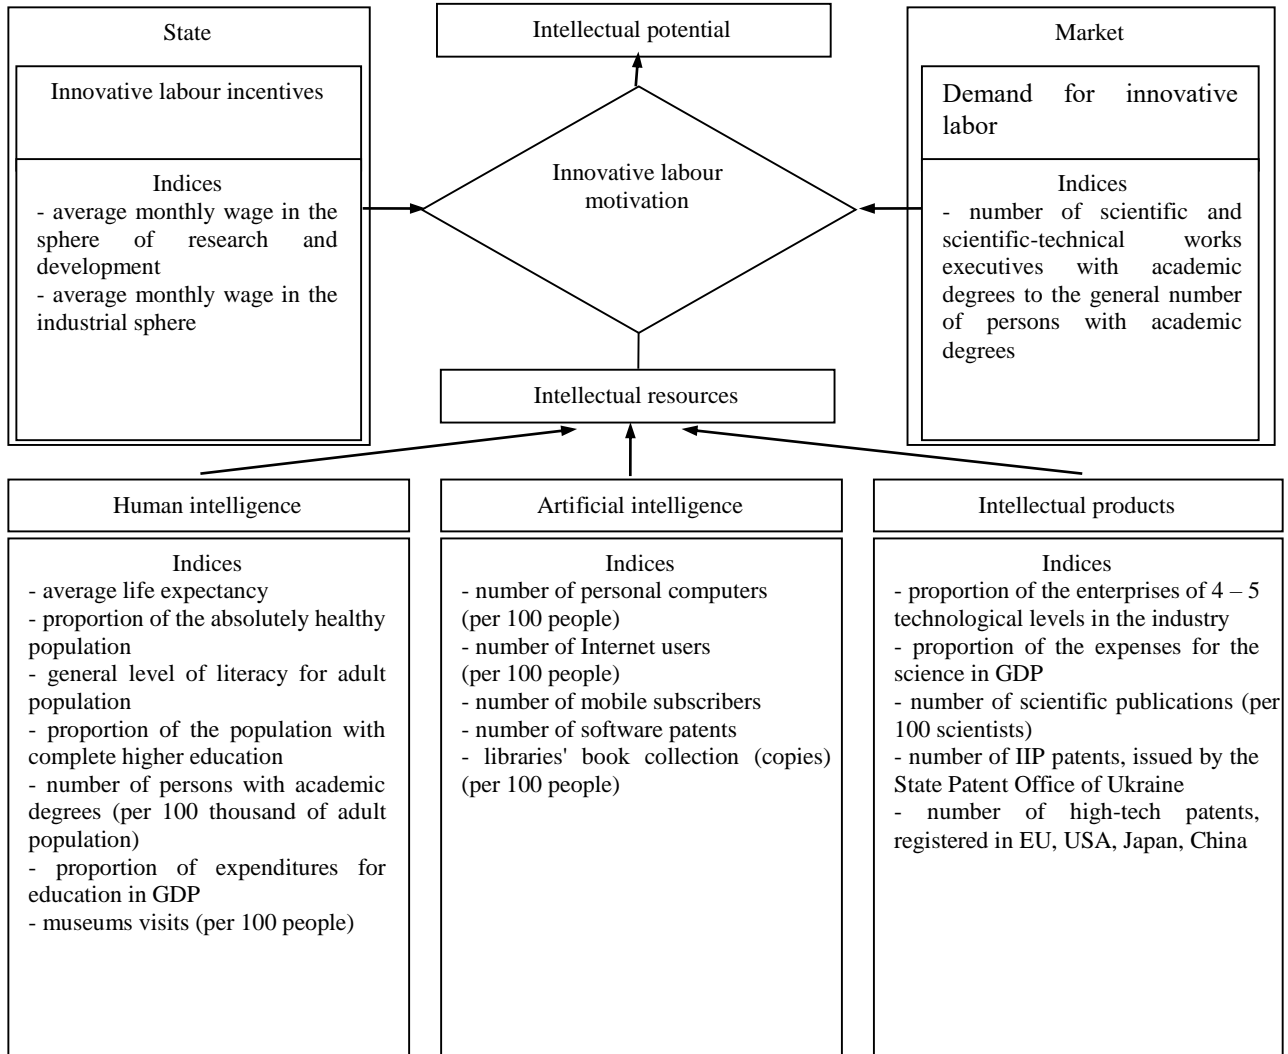 State
Innovative labour incentives
Indices
- average monthly wage in the
sphere of research and
development
- average monthly wage in the
industrial sphere
Intellectual potential
Innovative labour
motivation
Intellectual resources
Market
Demand for innovative
labor
Indices
- number of scientific and
scientific-technical works
executives with academic
degrees to the general number
of persons with academic
degrees
Human intelligence
Indices
- average life expectancy
- proportion of the absolutely healthy
population
- general level of literacy for adult
population
- proportion of the population with
complete higher education
- number of persons with academic
degrees (per 100 thousand of adult
population)
- proportion of expenditures for
education in GDP
- museums visits (per 100 people)
Artificial intelligence
Indices
- number of personal computers
(per 100 people)
- number of Internet users
(per 100 people)
- number of mobile subscribers
- number of software patents
- libraries' book collection (copies)
(per 100 people)
Intellectual products
Indices
- proportion of the enterprises of 4 – 5
technological levels in the industry
- proportion of the expenses for the
science in GDP
- number of scientific publications (per
100 scientists)
- number of IIP patents, issued by the
State Patent Office of Ukraine
- number of high-tech patents,
registered in EU, USA, Japan, China